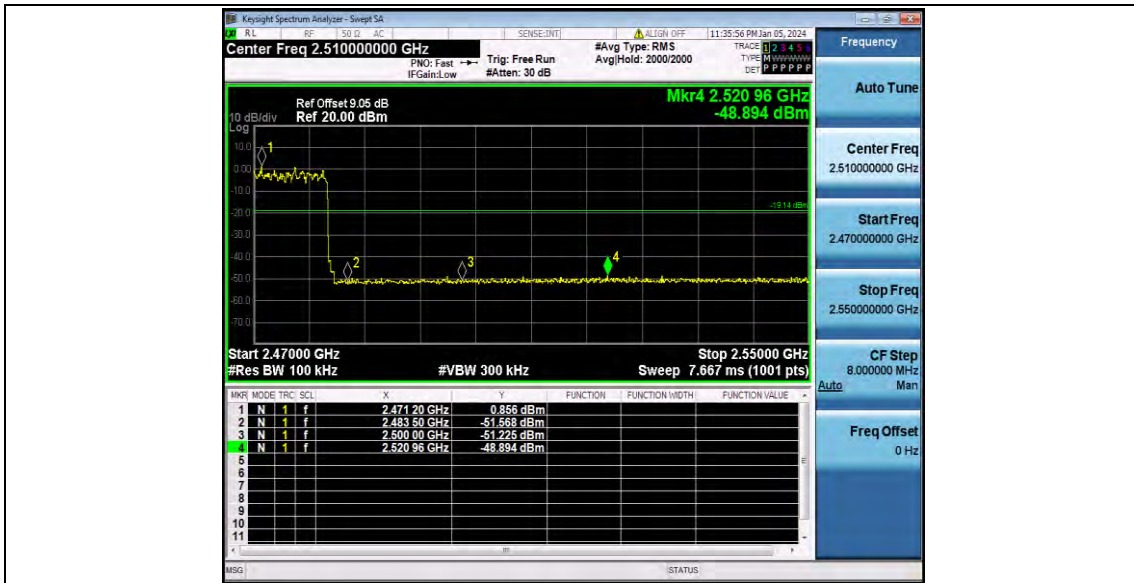 Keysight Spectrum Analyzer - Swept SA
RL RF 50 Ω AC SENSE:INT ALIGN OFF 11:35:56 PM Jan 05, 2024
Center Freq 2.510000000 GHz
PNO: Fast
IFGain:Low
Trig: Free Run
#Atten: 30 dB
#Avg Type: RMS
Avg|Hold: 2000/2000
TRACE 1 2 3 4 5 6
TYPE M WWWWW
DET P P P P P P
Mkr4 2.520 96 GHz
-48.894 dBm
Ref Offset 9.05 dB
10 dB/div Ref 20.00 dBm
Log
10.0
0.00
-10.0
-20.0
-30.0
-40.0
-50.0
-60.0
-70.0
1
2
3
4
-19.14 dBm
Start 2.47000 GHz Stop 2.55000 GHz
#Res BW 100 kHz #VBW 300 kHz Sweep 7.667 ms (1001 pts)
MKR MODE TRC SCL X Y FUNCTION FUNCTION WIDTH FUNCTION VALUE
1 N 1 f 2.471 20 GHz 0.856 dBm
2 N 1 f 2.483 50 GHz -51.568 dBm
3 N 1 f 2.500 00 GHz -51.225 dBm
4 N 1 f 2.520 96 GHz -48.894 dBm
5
6
7
8
9
10
11
MSG STATUS
Frequency
Auto Tune
Center Freq
2.510000000 GHz
Start Freq
2.470000000 GHz
Stop Freq
2.550000000 GHz
CF Step
8.000000 MHz
Auto Man
Freq Offset
0 Hz